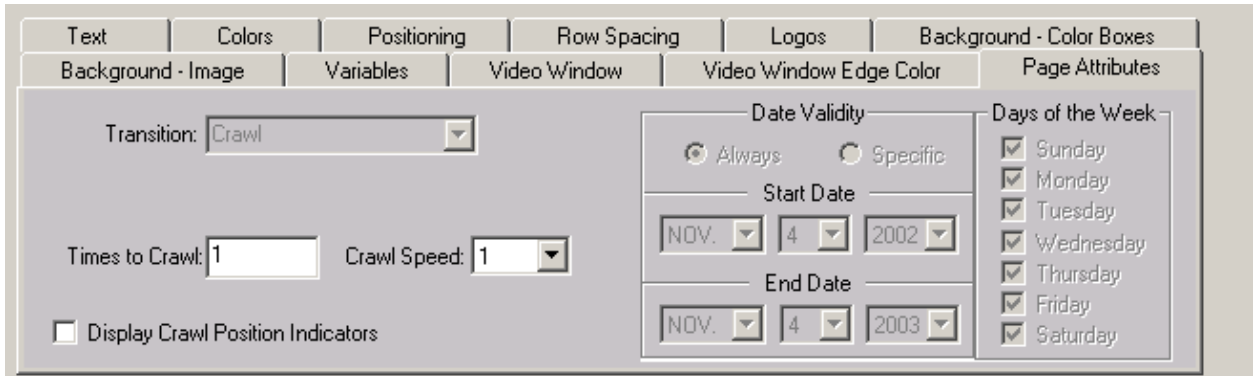 Text Colors Positioning Row Spacing Logos Background - Color Boxes
Background - Image Variables Video Window Video Window Edge Color Page Attributes
Transition: Crawl
Times to Crawl: 1 Crawl Speed: 1
Display Crawl Position Indicators
Date Validity
Always Specific
Start Date
NOV. 4 2002
End Date
NOV. 4 2003
Days of the Week
Sunday
Monday
Tuesday
Wednesday
Thursday
Friday
Saturday